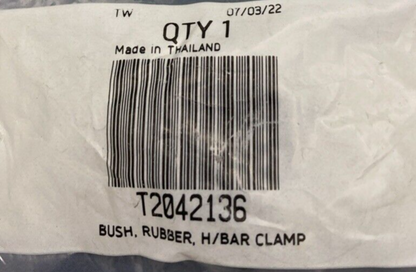 TW 07/03/22
QTY 1
Made in THAILAND
T2042136
BUSH, RUBBER, H/BAR CLAMP